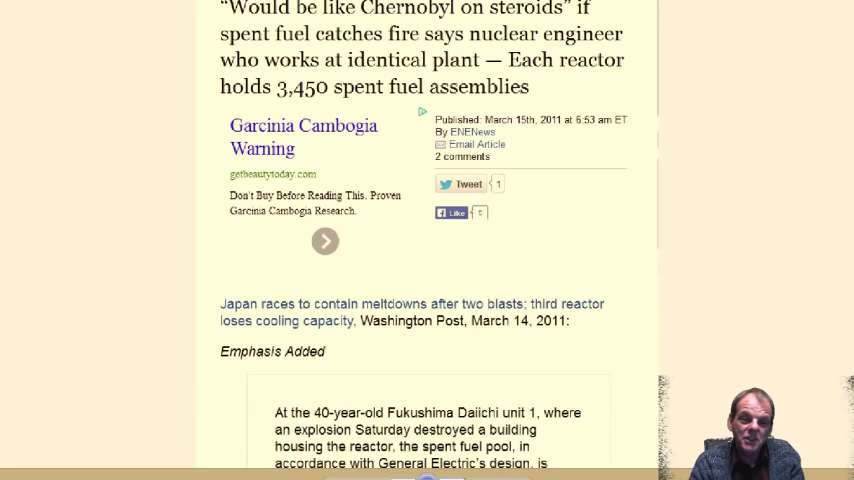 “Would be like Chernobyl on steroids” if
spent fuel catches fire says nuclear engineer
who works at identical plant — Each reactor
holds 3,450 spent fuel assemblies
Garcinia Cambogia
Warning
getbeautytoday.com
Don't Buy Before Reading This. Proven
Garcinia Cambogia Research.
Published: March 15th, 2011 at 6:53 am ET
By ENENews
Email Article
2 comments
Tweet 1
Like 5
Japan races to contain meltdowns after two blasts; third reactor
loses cooling capacity, Washington Post, March 14, 2011:
Emphasis Added
At the 40-year-old Fukushima Daiichi unit 1, where
an explosion Saturday destroyed a building
housing the reactor, the spent fuel pool, in
accordance with General Electric's design, is